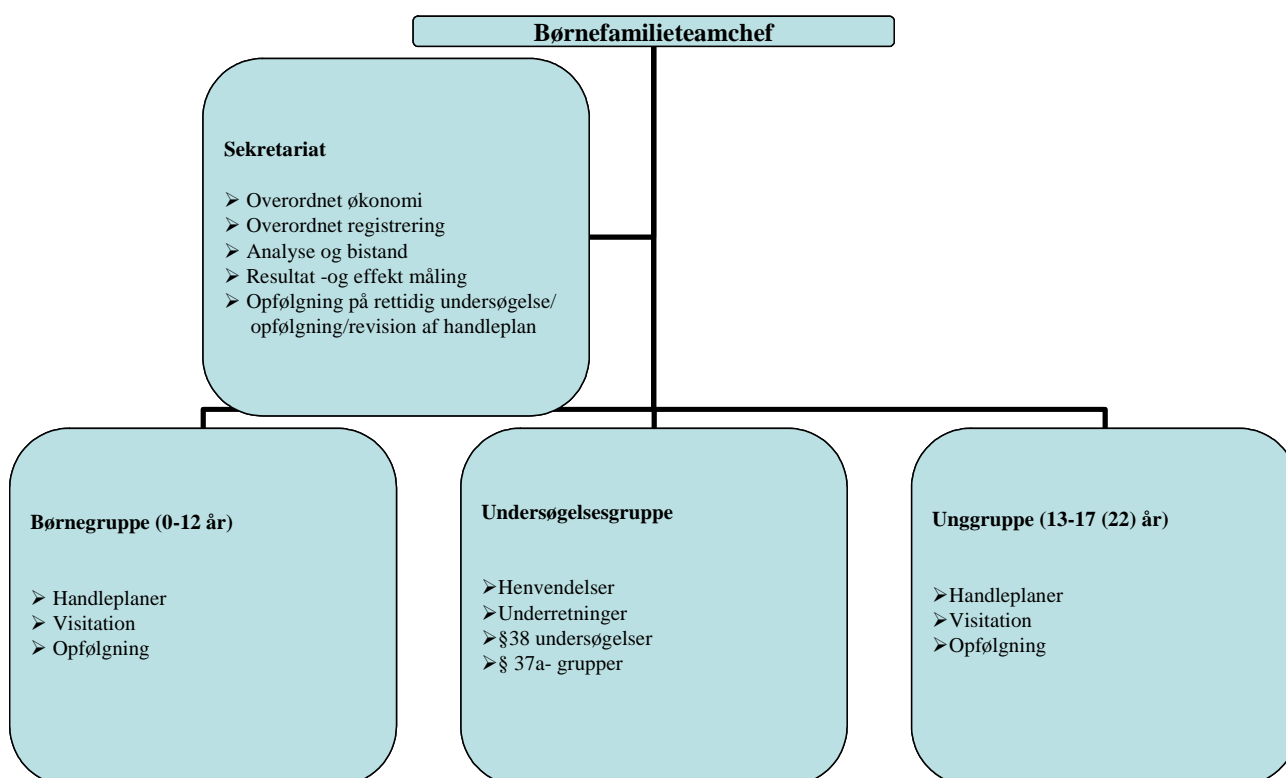 Børnefamilieteamchef
Sekretariat
➢ Overordnet økonomi
➢ Overordnet registrering
➢ Analyse og bistand
➢ Resultat -og effekt måling
➢ Opfølgning på rettidig undersøgelse/
opfølgning/revision af handleplan
Børnegruppe (0-12 år)
➢ Handleplaner
➢ Visitation
➢ Opfølgning
Undersøgelsesgruppe
➢Henvendelser
➢Underretninger
➢§38 undersøgelser
➢§ 37a- grupper
Unggruppe (13-17 (22) år)
➢Handleplaner
➢Visitation
➢Opfølgning